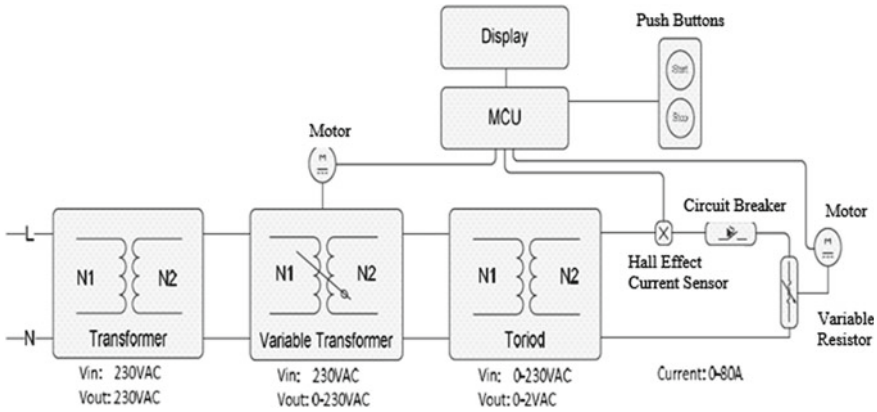 Push Buttons
Display
Start
Stop
MCU
Motor
Circuit Breaker
Motor
L
N1 N2
N1 N2
N1 N2
Hall Effect
Current Sensor
N
Transformer
Variable Transformer
Toriod
Variable
Resistor
Vin: 230VAC
Vout: 230VAC
Vin: 230VAC
Vout: 0-230VAC
Vin: 0-230VAC
Vout: 0-2VAC
Current: 0-80A
M
M